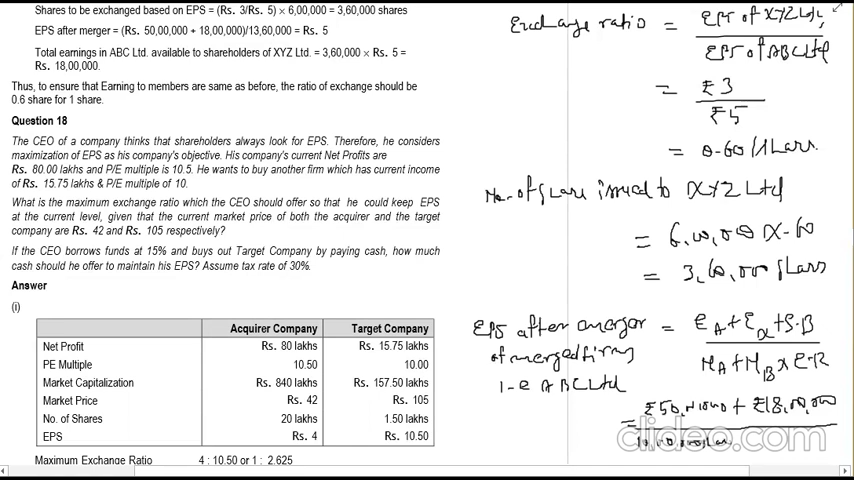 Shares to be exchanged based on EPS = (Rs. 3/Rs. 5) × 6,00,000 = 3,60,000 shares
EPS after merger = (Rs. 50,00,000 + 18,00,000)/13,60,000 = Rs. 5
Total earnings in ABC Ltd. available to shareholders of XYZ Ltd. = 3,60,000 × Rs. 5 =
Rs. 18,00,000.
Thus, to ensure that Earning to members are same as before, the ratio of exchange should be
0.6 share for 1 share.
Question 18
The CEO of a company thinks that shareholders always look for EPS. Therefore, he considers
maximization of EPS as his company's objective. His company's current Net Profits are
Rs. 80.00 lakhs and P/E multiple is 10.5. He wants to buy another firm which has current income
of Rs. 15.75 lakhs & P/E multiple of 10.
What is the maximum exchange ratio which the CEO should offer so that he could keep EPS
at the current level, given that the current market price of both the acquirer and the target
company are Rs. 42 and Rs. 105 respectively?
If the CEO borrows funds at 15% and buys out Target Company by paying cash, how much
cash should he offer to maintain his EPS? Assume tax rate of 30%.
Answer
(i)
Acquirer Company Target Company
Net Profit Rs. 80 lakhs Rs. 15.75 lakhs
PE Multiple 10.50 10.00
Market Capitalization Rs. 840 lakhs Rs. 157.50 lakhs
Market Price Rs. 42 Rs. 105
No. of Shares 20 lakhs 1.50 lakhs
EPS Rs. 4 Rs. 10.50
Maximum Exchange Ratio 4 : 10.50 or 1 : 2.625
Exchange ratio = EPS of XYZ Ltd.
EPS of ABC Ltd
= ₹3
₹5
= 0.60 /share
No. of share issued to XYZ Ltd
= 6,00,000 × .60
= 3,60,000 share
EPS after merger = EA + Ex + S.B
of merged firm NA + NB × E.R
i.e ABC Ltd
= ₹50,00,000 + ₹18,00,000
clideo.com